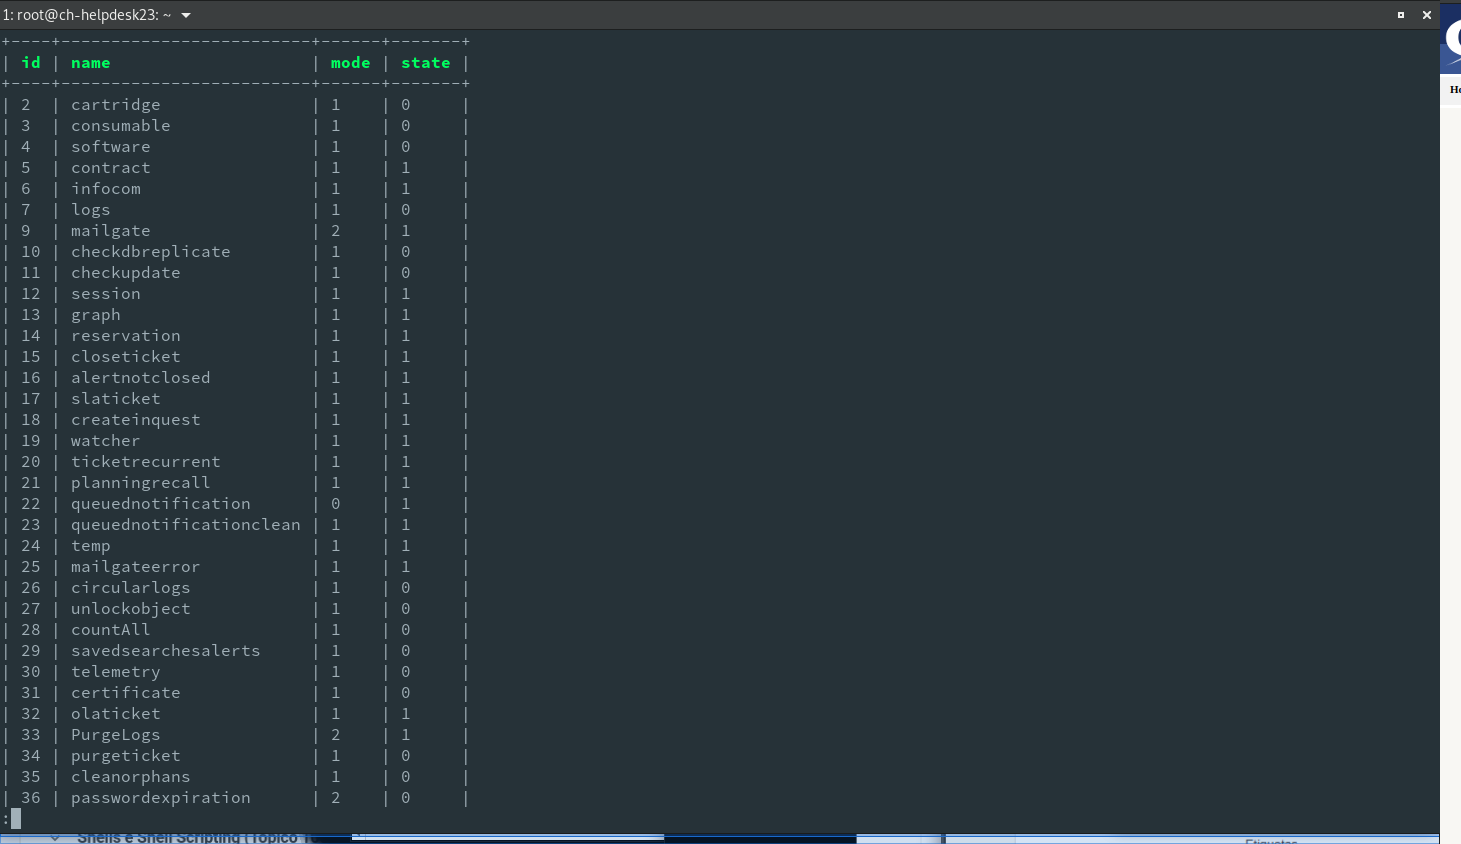 1: root@ch-helpdesk23: ~
+----+-------------------------+------+-------+
| id | name                    | mode | state |
+----+-------------------------+------+-------+
| 2  | cartridge               | 1    | 0     |
| 3  | consumable              | 1    | 0     |
| 4  | software                | 1    | 0     |
| 5  | contract                | 1    | 1     |
| 6  | infocom                 | 1    | 1     |
| 7  | logs                    | 1    | 0     |
| 9  | mailgate                | 2    | 1     |
| 10 | checkdbreplicate        | 1    | 0     |
| 11 | checkupdate             | 1    | 0     |
| 12 | session                 | 1    | 1     |
| 13 | graph                   | 1    | 1     |
| 14 | reservation             | 1    | 1     |
| 15 | closeticket             | 1    | 1     |
| 16 | alertnotclosed          | 1    | 1     |
| 17 | slaticket               | 1    | 1     |
| 18 | createinquest           | 1    | 1     |
| 19 | watcher                 | 1    | 1     |
| 20 | ticketrecurrent         | 1    | 1     |
| 21 | planningrecall          | 1    | 1     |
| 22 | queuednotification      | 0    | 1     |
| 23 | queuednotificationclean | 1    | 1     |
| 24 | temp                    | 1    | 1     |
| 25 | mailgateerror           | 1    | 1     |
| 26 | circularlogs            | 1    | 0     |
| 27 | unlockobject            | 1    | 0     |
| 28 | countAll                | 1    | 0     |
| 29 | savedsearchesalerts     | 1    | 0     |
| 30 | telemetry               | 1    | 0     |
| 31 | certificate             | 1    | 0     |
| 32 | olaticket               | 1    | 1     |
| 33 | PurgeLogs               | 2    | 1     |
| 34 | purgeticket             | 1    | 0     |
| 35 | cleanorphans            | 1    | 0     |
| 36 | passwordexpiration      | 2    | 0     |
:
Shells e Shell Scripting (Tópico
Etiquetas